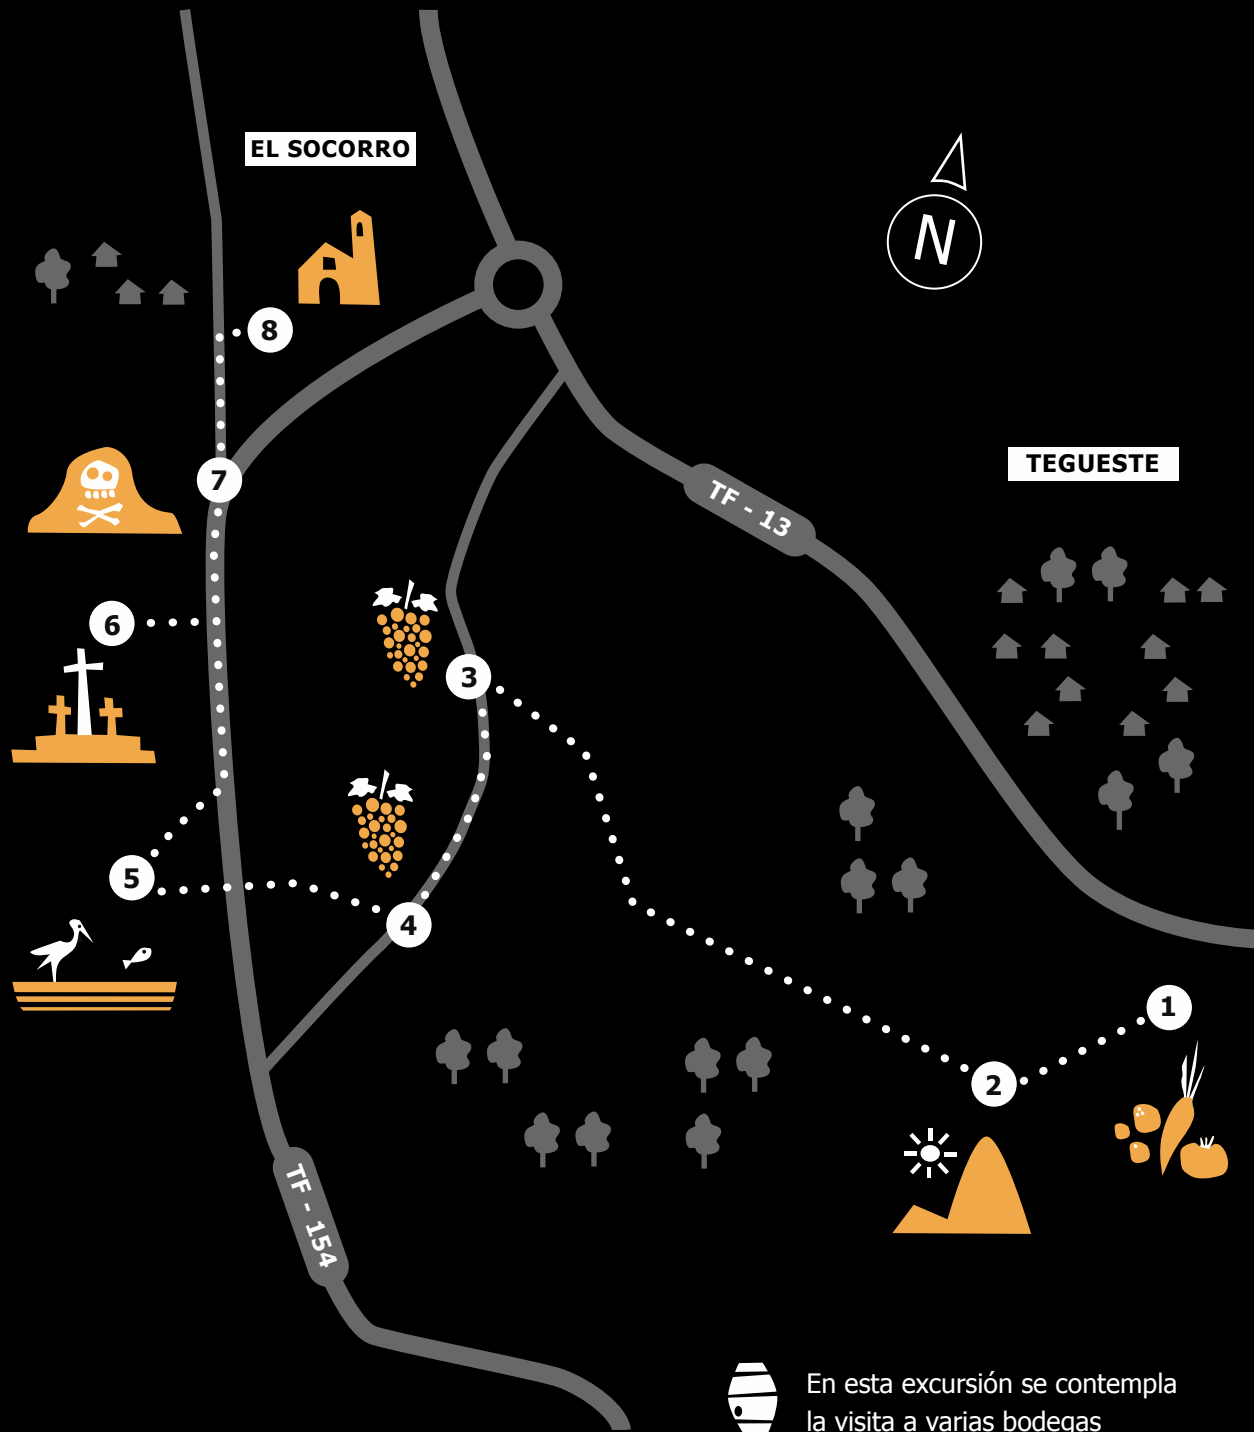 EL SOCORRO
N
8
7
TEGUESTE
TF - 13
6
3
5
4
1
2
TF - 154
En esta excursión se contempla
la visita a varias bodegas